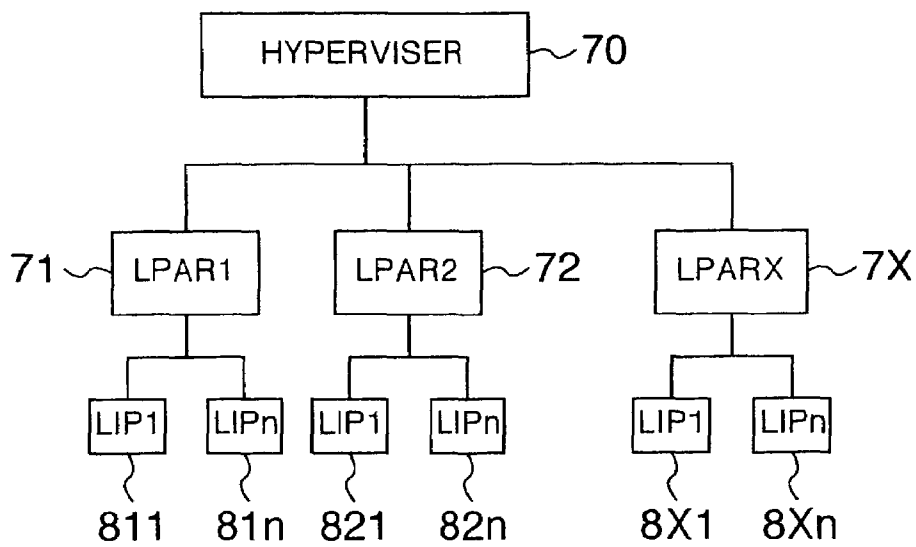 HYPERVISER 70
71 LPAR1 LPAR2 72 LPARX 7X
LIP1 LIPn LIP1 LIPn LIP1 LIPn
811 81n 821 82n 8X1 8Xn